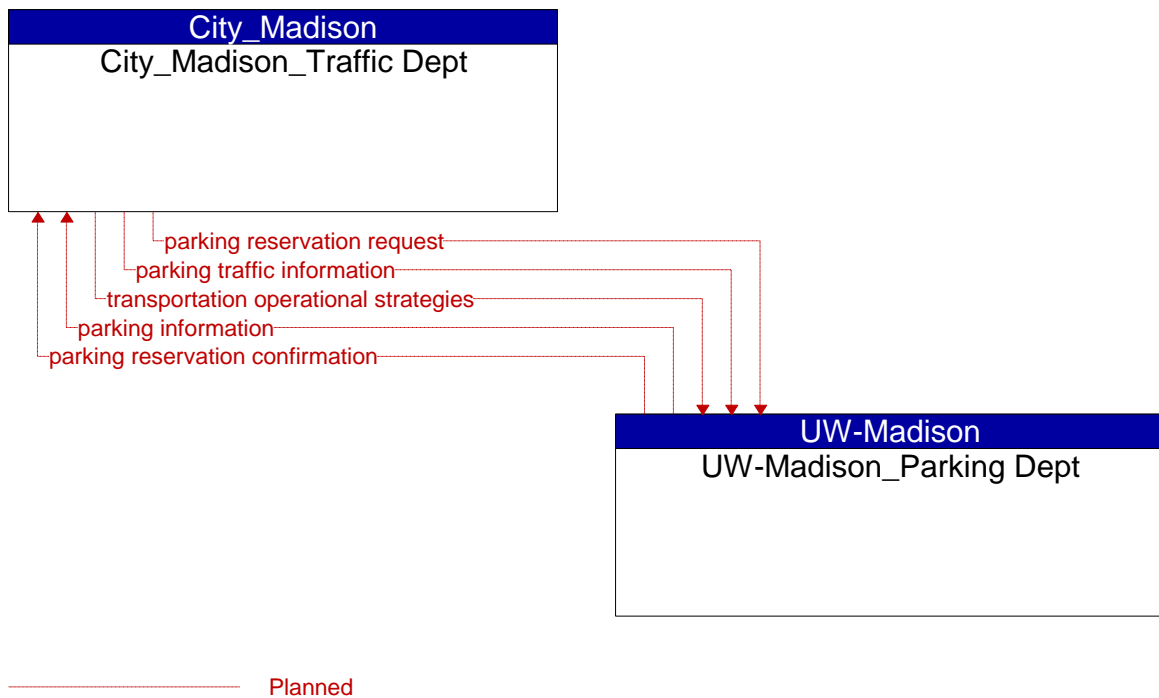 City_Madison
City_Madison_Traffic Dept
parking reservation request
parking traffic information
transportation operational strategies
parking information
parking reservation confirmation
UW-Madison
UW-Madison_Parking Dept
Planned